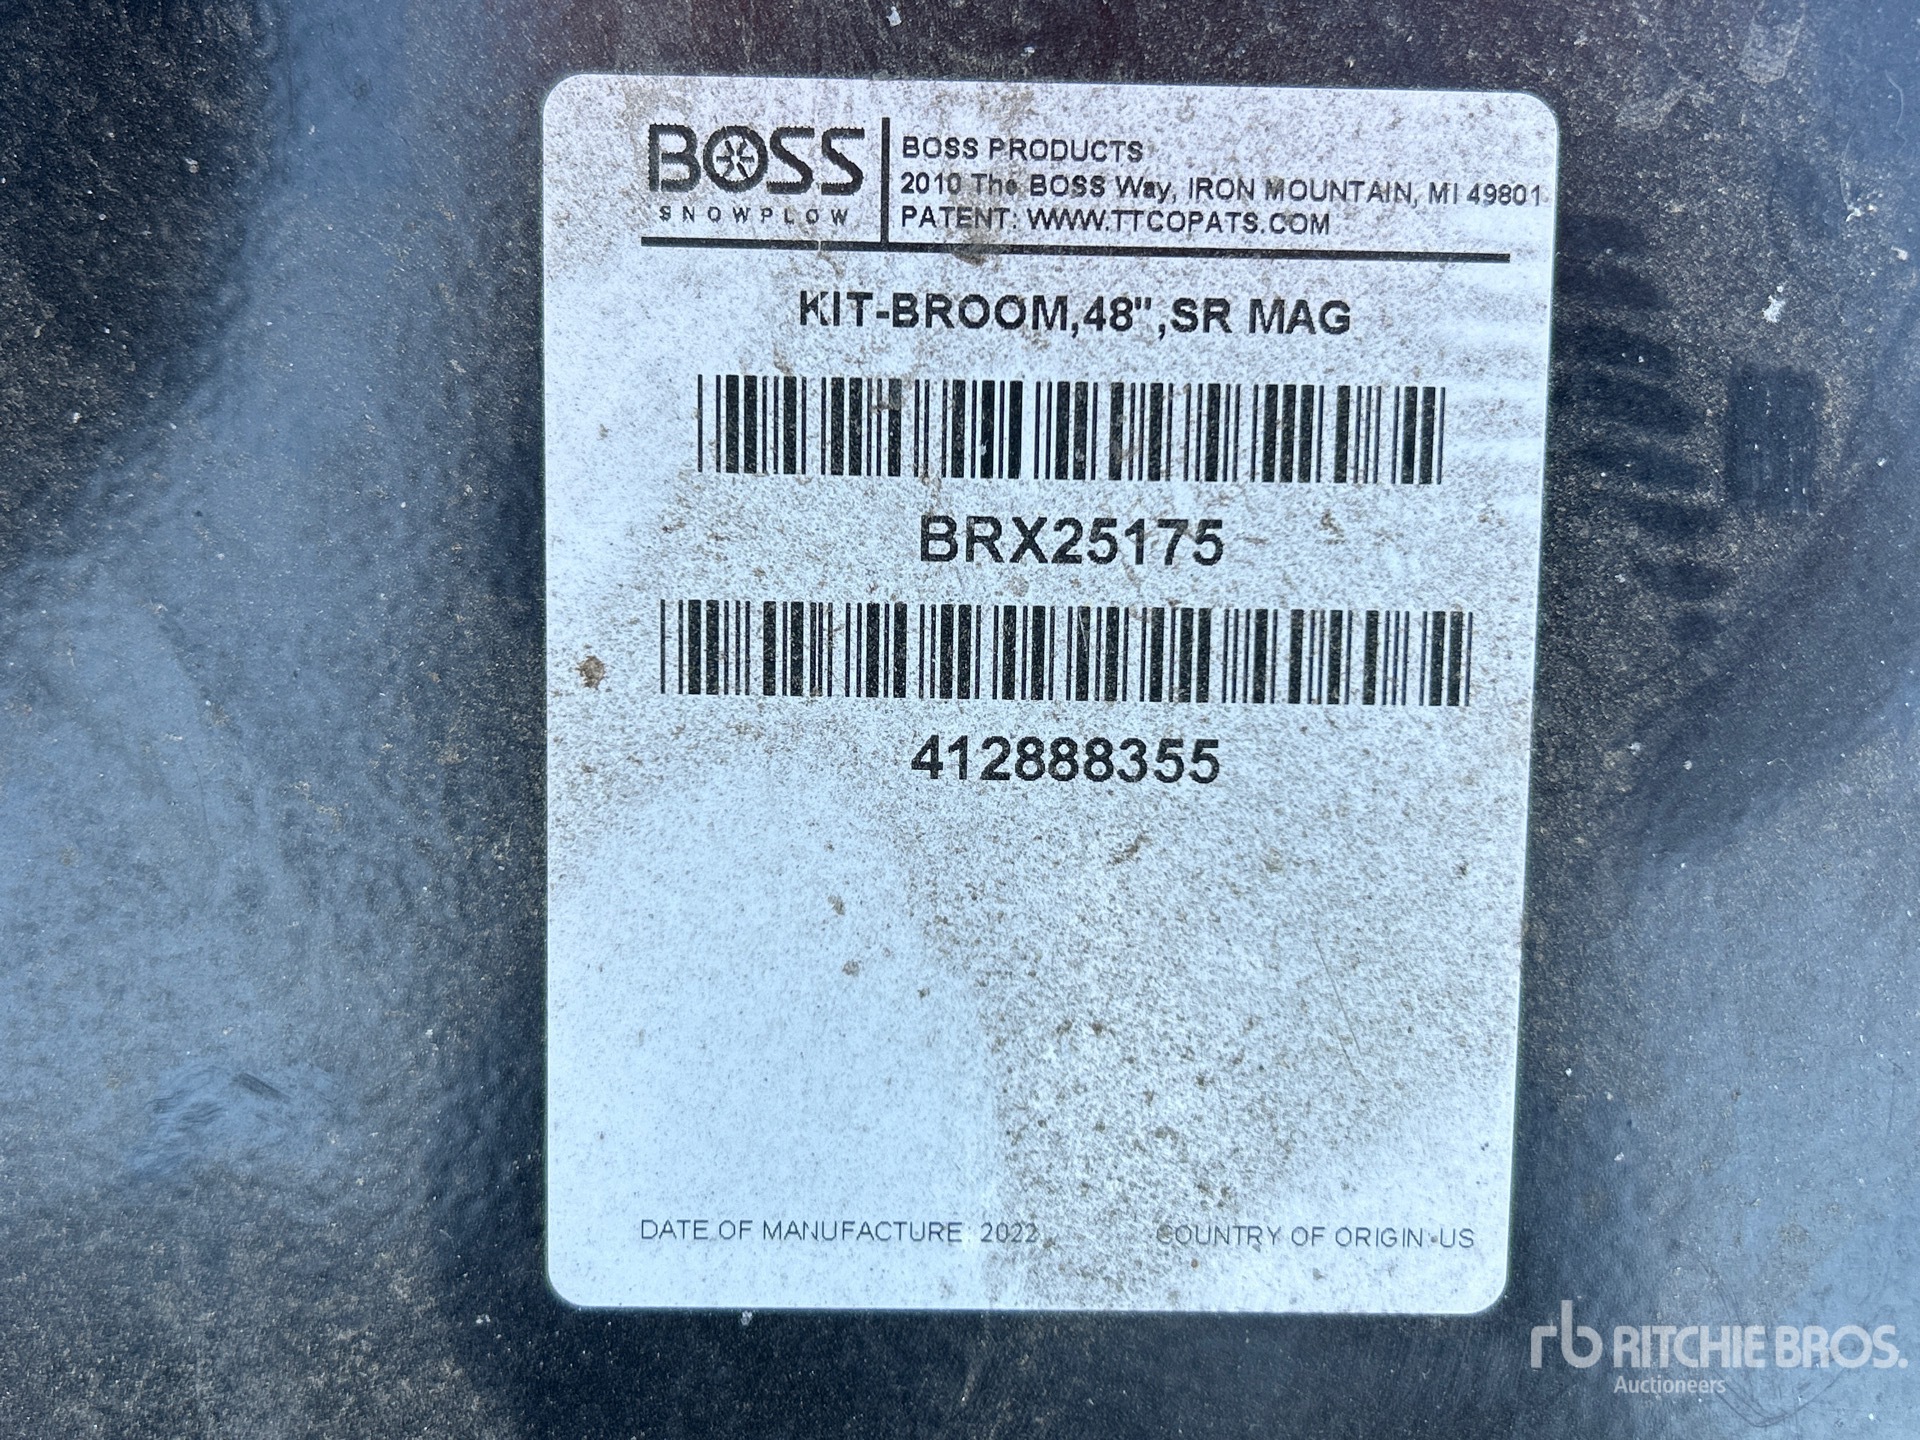 BOSS
SNOWPLOW
BOSS PRODUCTS
2010 The BOSS Way, IRON MOUNTAIN, MI 49801
PATENT: WWW.TTCOPATS.COM
KIT-BROOM,48",SR MAG
BRX25175
412888355
DATE OF MANUFACTURE: 2022
COUNTRY OF ORIGIN:US
rb RITCHIE BROS.
Auctioneers